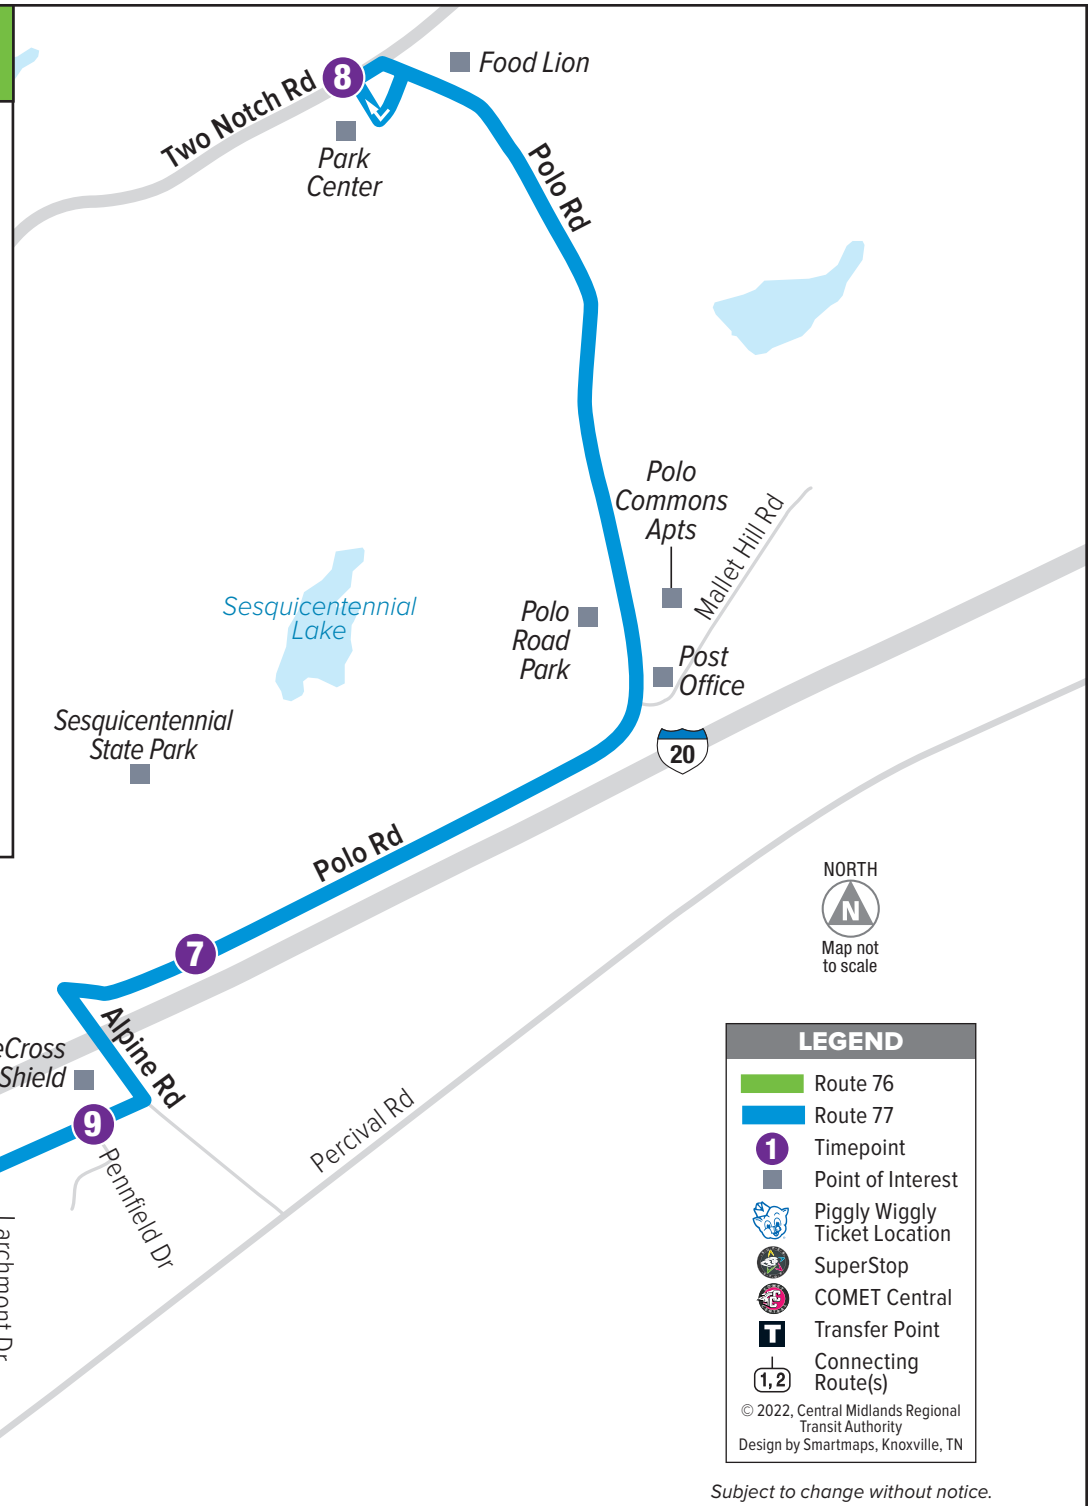 8
Food Lion
Two Notch Rd
Park
Center
Polo Rd
Polo
Commons
Apts
Mallet Hill Rd
Sesquicentennial
Lake
Polo
Road
Park
Post
Office
Sesquicentennial
State Park
20
Polo Rd
NORTH
N
Map not
to scale
7
Alpine Rd
eCross
Shield
9
Pennfield Dr
Percival Rd
Larchmont Dr
LEGEND
Route 76
Route 77
1 Timepoint
Point of Interest
Piggly Wiggly
Ticket Location
SuperStop
COMET Central
T Transfer Point
1, 2 Connecting
Route(s)
© 2022, Central Midlands Regional
Transit Authority
Design by Smartmaps, Knoxville, TN
Subject to change without notice.